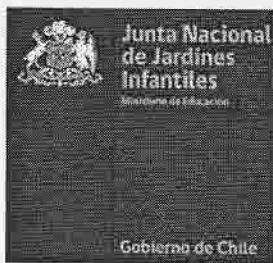 Junta Nacional
de Jardines
Infantiles
Ministerio de Educación
Gobierno de Chile